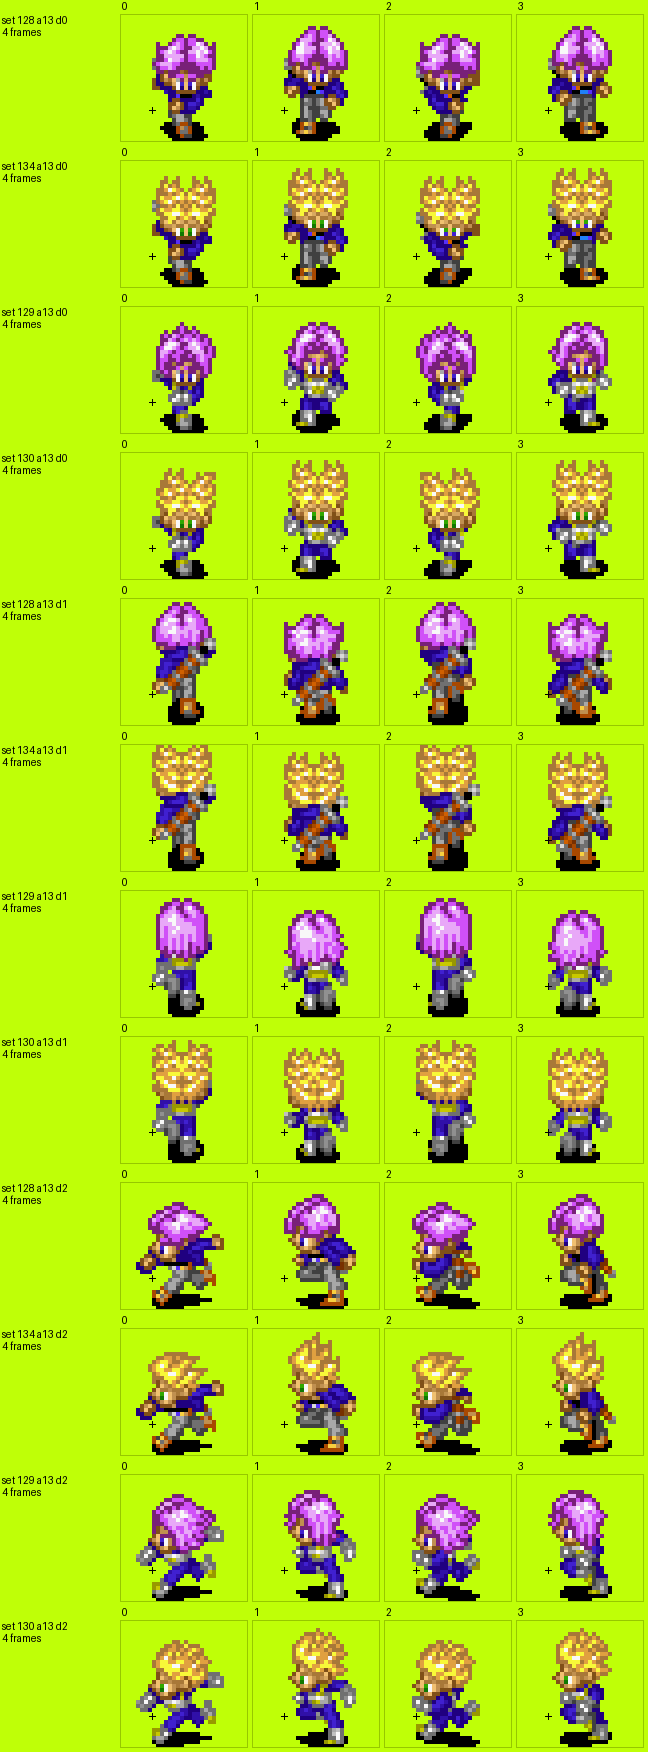 0 1 2 3
set 128 a13 d0
4 frames
0 1 2 3
set 134 a13 d0
4 frames
0 1 2 3
set 129 a13 d0
4 frames
0 1 2 3
set 130 a13 d0
4 frames
0 1 2 3
set 128 a13 d1
4 frames
0 1 2 3
set 134 a13 d1
4 frames
0 1 2 3
set 129 a13 d1
4 frames
0 1 2 3
set 130 a13 d1
4 frames
0 1 2 3
set 128 a13 d2
4 frames
0 1 2 3
set 134 a13 d2
4 frames
0 1 2 3
set 129 a13 d2
4 frames
0 1 2 3
set 130 a13 d2
4 frames